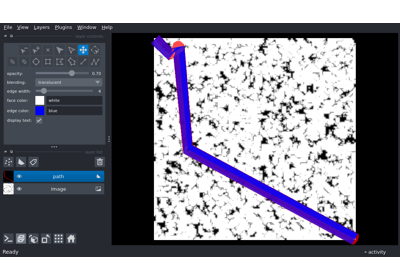 File View Layers Plugins Window Help
opacity: 0.70
blending: translucent
edge width:
face color: white
edge color: blue
display text:
path
Image
Ready activity